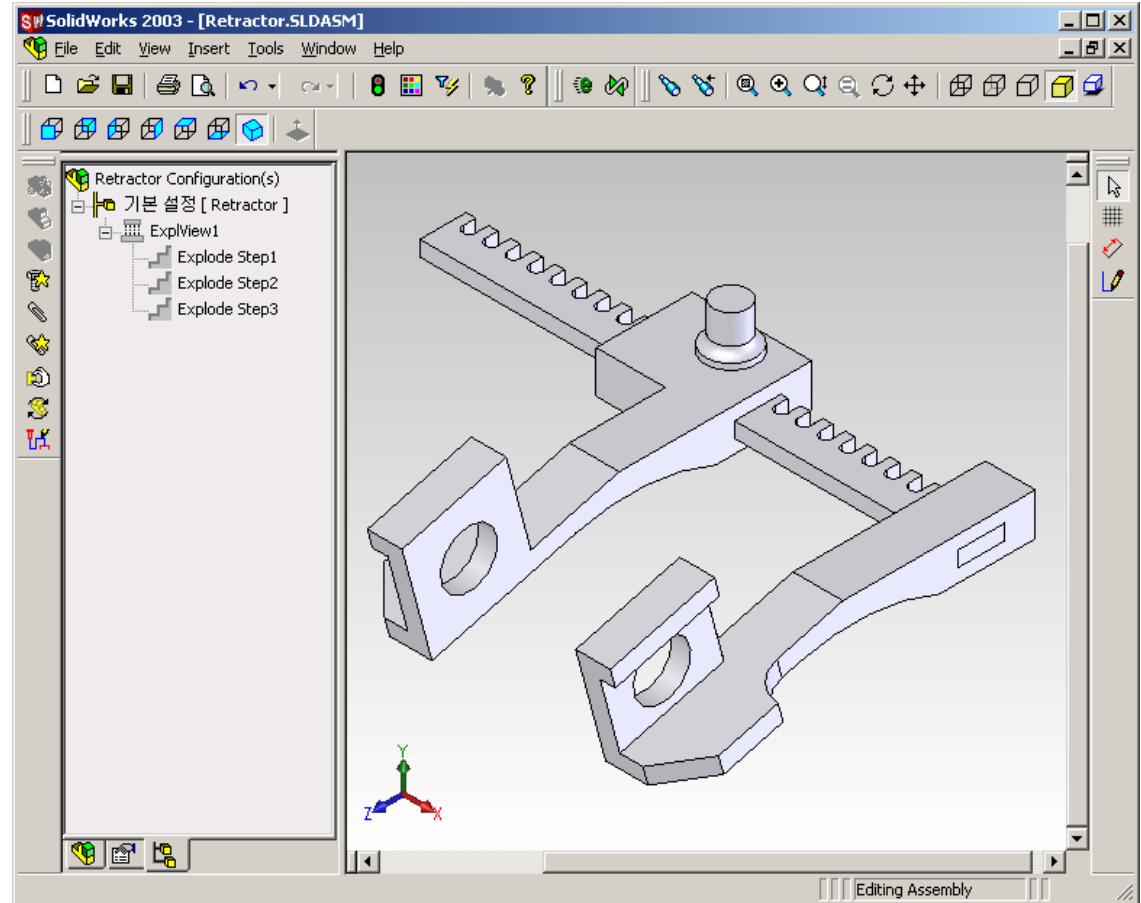 SolidWorks 2003 - [Retractor.SLDASM]
File Edit View Insert Tools Window Help
Retractor Configuration(s)
기본 설정 [ Retractor ]
ExplView1
Explode Step1
Explode Step2
Explode Step3
Y
Z
X
Editing Assembly